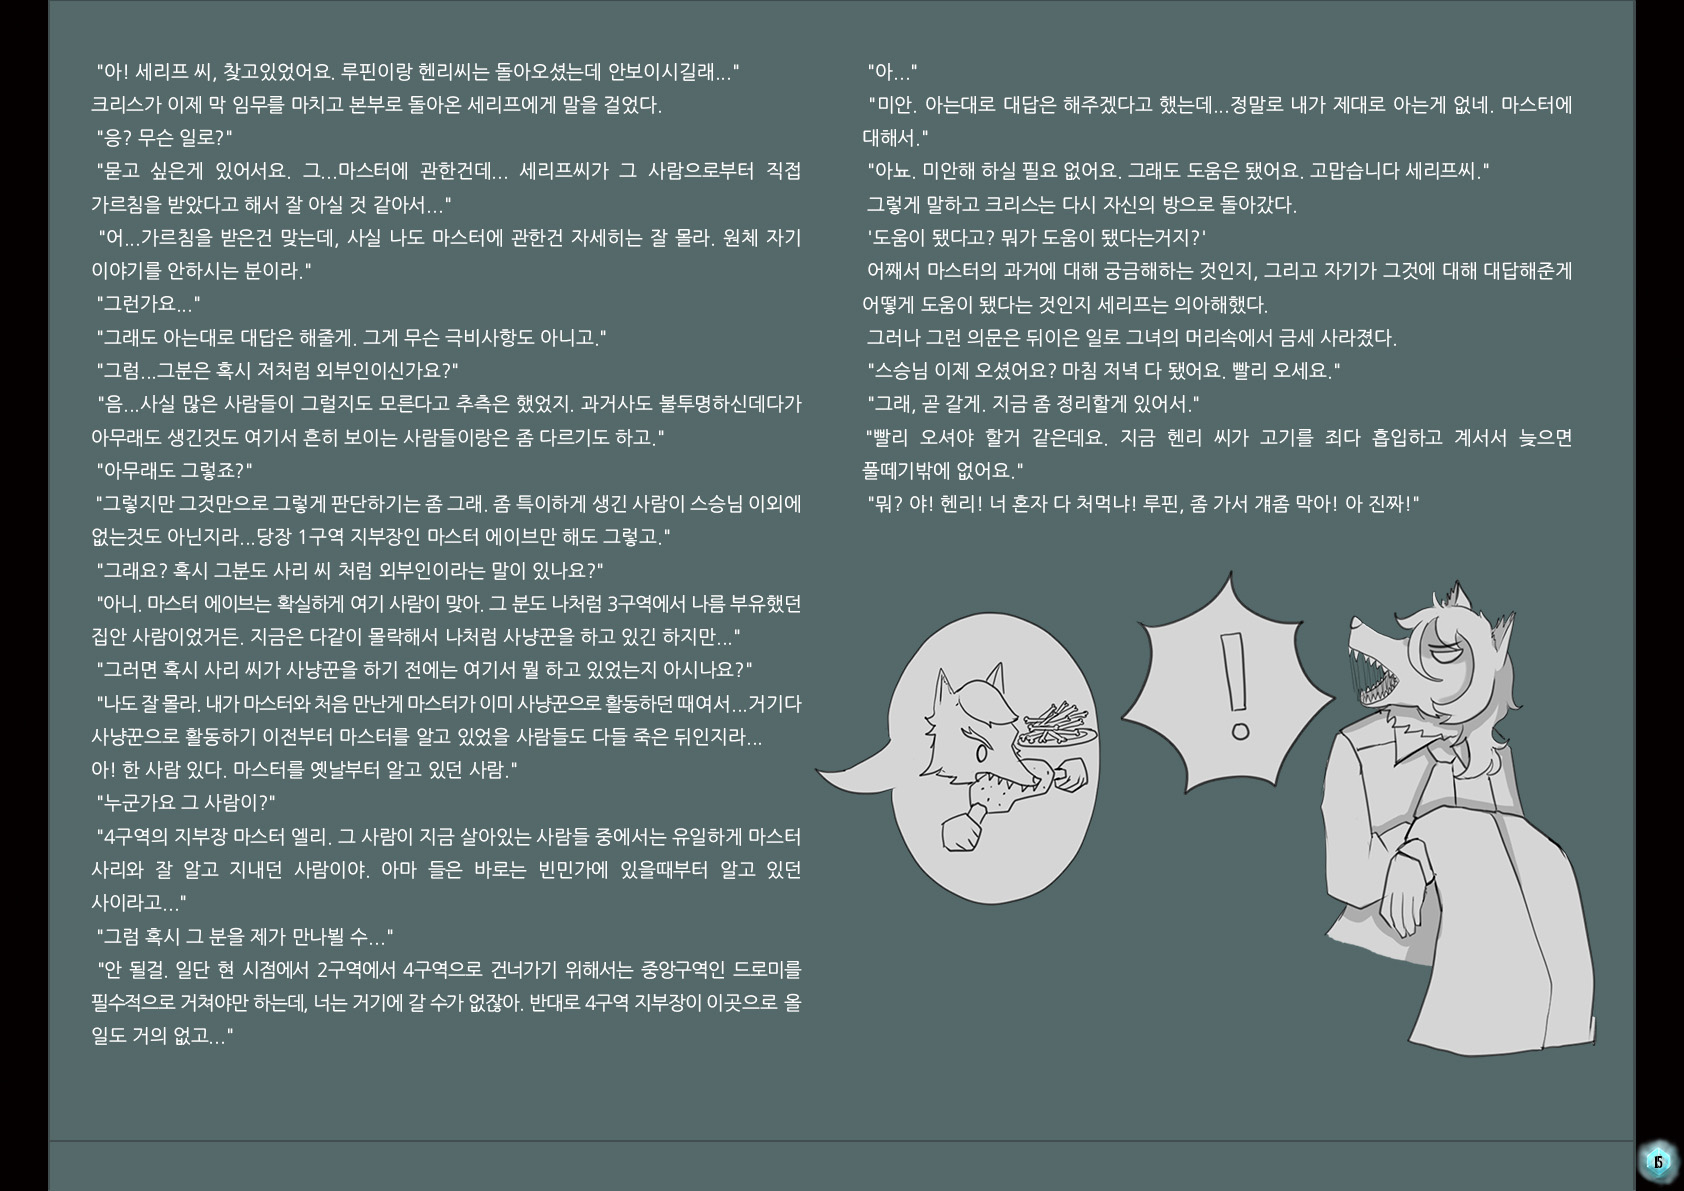 "아! 세리프 씨, 찾고있었어요. 루핀이랑 헨리씨는 돌아오셨는데 안보이시길래..."
크리스가 이제 막 임무를 마치고 본부로 돌아온 세리프에게 말을 걸었다.
"응? 무슨 일로?"
"묻고 싶은게 있어서요. 그...마스터에 관한건데... 세리프씨가 그 사람으로부터 직접
가르침을 받았다고 해서 잘 아실 것 같아서..."
"어...가르침을 받은건 맞는데, 사실 나도 마스터에 관한건 자세히는 잘 몰라. 원체 자기
이야기를 안하시는 분이라."
"그런가요..."
"그래도 아는대로 대답은 해줄게. 그게 무슨 극비사항도 아니고."
"그럼...그분은 혹시 저처럼 외부인이신가요?"
"음...사실 많은 사람들이 그럴지도 모른다고 추측은 했었지. 과거사도 불투명하신데다가
아무래도 생긴것도 여기서 흔히 보이는 사람들이랑은 좀 다르기도 하고."
"아무래도 그렇죠?"
"그렇지만 그것만으로 그렇게 판단하기는 좀 그래. 좀 특이하게 생긴 사람이 스승님 이외에
없는것도 아닌지라...당장 1구역 지부장인 마스터 에이브만 해도 그렇고."
"그래요? 혹시 그분도 사리 씨 처럼 외부인이라는 말이 있나요?"
"아니. 마스터 에이브는 확실하게 여기 사람이 맞아. 그 분도 나처럼 3구역에서 나름 부유했던
집안 사람이었거든. 지금은 다같이 몰락해서 나처럼 사냥꾼을 하고 있긴 하지만..."
"그러면 혹시 사리 씨가 사냥꾼을 하기 전에는 여기서 뭘 하고 있었는지 아시나요?"
"나도 잘 몰라. 내가 마스터와 처음 만난게 마스터가 이미 사냥꾼으로 활동하던 때여서...거기다
사냥꾼으로 활동하기 이전부터 마스터를 알고 있었을 사람들도 다들 죽은 뒤인지라...
아! 한 사람 있다. 마스터를 옛날부터 알고 있던 사람."
"누군가요 그 사람이?"
"4구역의 지부장 마스터 엘리. 그 사람이 지금 살아있는 사람들 중에서는 유일하게 마스터
사리와 잘 알고 지내던 사람이야. 아마 들은 바로는 빈민가에 있을때부터 알고 있던
사이라고..."
"그럼 혹시 그 분을 제가 만나뵐 수..."
"안 될걸. 일단 현 시점에서 2구역에서 4구역으로 건너가기 위해서는 중앙구역인 드로미를
필수적으로 거쳐야만 하는데, 너는 거기에 갈 수가 없잖아. 반대로 4구역 지부장이 이곳으로 올
일도 거의 없고..."
"아..."
"미안. 아는대로 대답은 해주겠다고 했는데...정말로 내가 제대로 아는게 없네. 마스터에
대해서."
"아뇨. 미안해 하실 필요 없어요. 그래도 도움은 됐어요. 고맙습니다 세리프씨."
그렇게 말하고 크리스는 다시 자신의 방으로 돌아갔다.
'도움이 됐다고? 뭐가 도움이 됐다는거지?'
어째서 마스터의 과거에 대해 궁금해하는 것인지, 그리고 자기가 그것에 대해 대답해준게
어떻게 도움이 됐다는 것인지 세리프는 의아해했다.
그러나 그런 의문은 뒤이은 일로 그녀의 머리속에서 금세 사라졌다.
"스승님 이제 오셨어요? 마침 저녁 다 됐어요. 빨리 오세요."
"그래, 곧 갈게. 지금 좀 정리할게 있어서."
"빨리 오셔야 할거 같은데요. 지금 헨리 씨가 고기를 죄다 흡입하고 계서서 늦으면
풀떼기밖에 없어요."
"뭐? 야! 헨리! 너 혼자 다 처먹냐! 루핀, 좀 가서 걔좀 막아! 아 진짜!"
!